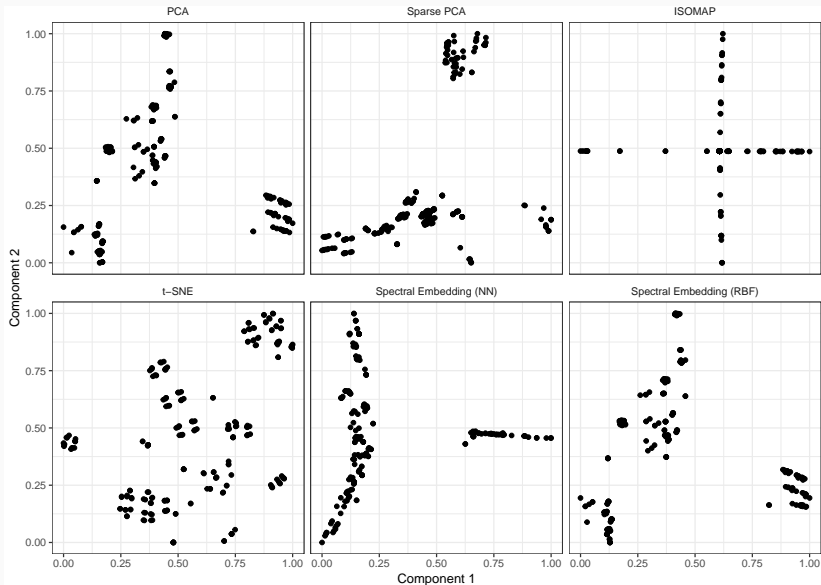 PCA
Sparse PCA
ISOMAP
1.00
0.75
0.50
0.25
0.00
Component 2
t−SNE
Spectral Embedding (NN)
Spectral Embedding (RBF)
1.00
0.75
0.50
0.25
0.00
0.00 0.25 0.50 0.75 1.00
0.00 0.25 0.50 0.75 1.00
0.00 0.25 0.50 0.75 1.00
Component 1